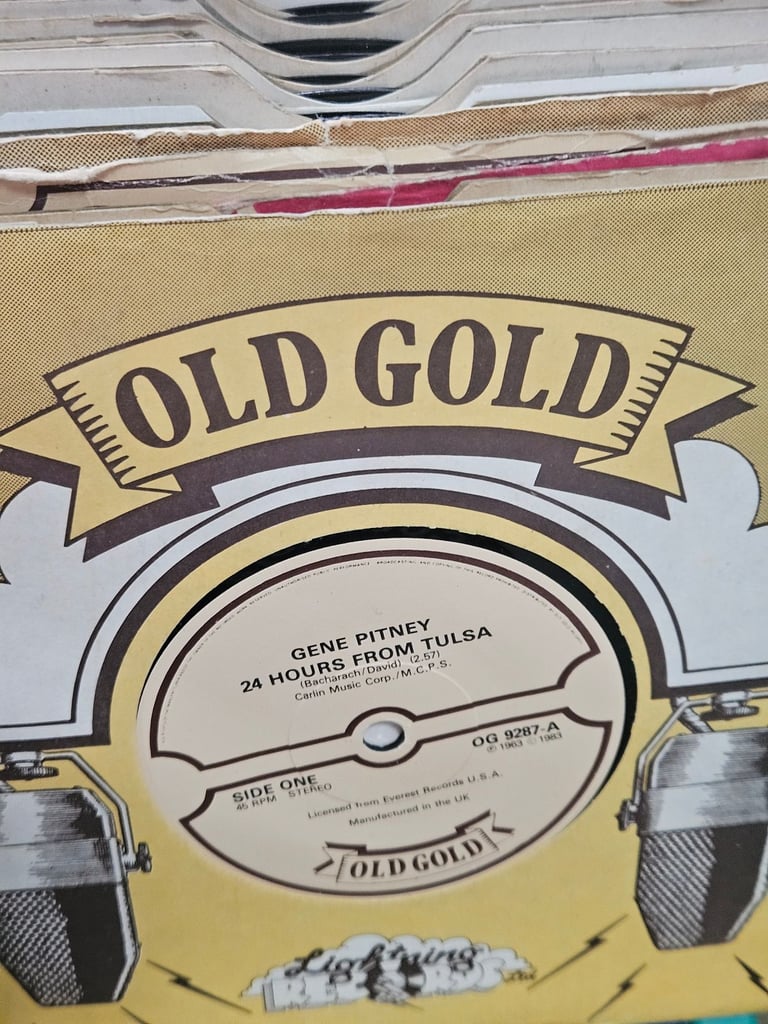 OLD GOLD
GENE PITNEY
24 HOURS FROM TULSA
(Bacharach/David) (2.57)
Carlin Music Corp./M.C.P.S.
OG 9287-A
℗ 1963 © 1983
SIDE ONE
45 RPM STEREO
Licensed from Everest Records U.S.A.
Manufactured in the UK
OLD GOLD
Lightning
RECORDS Ltd